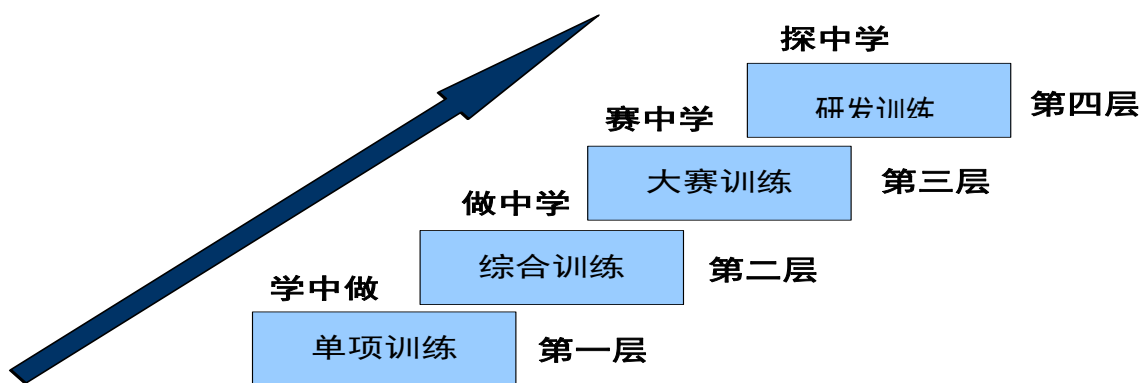 探中学
研发训练
第四层
赛中学
大赛训练
第三层
做中学
综合训练
第二层
学中做
单项训练
第一层